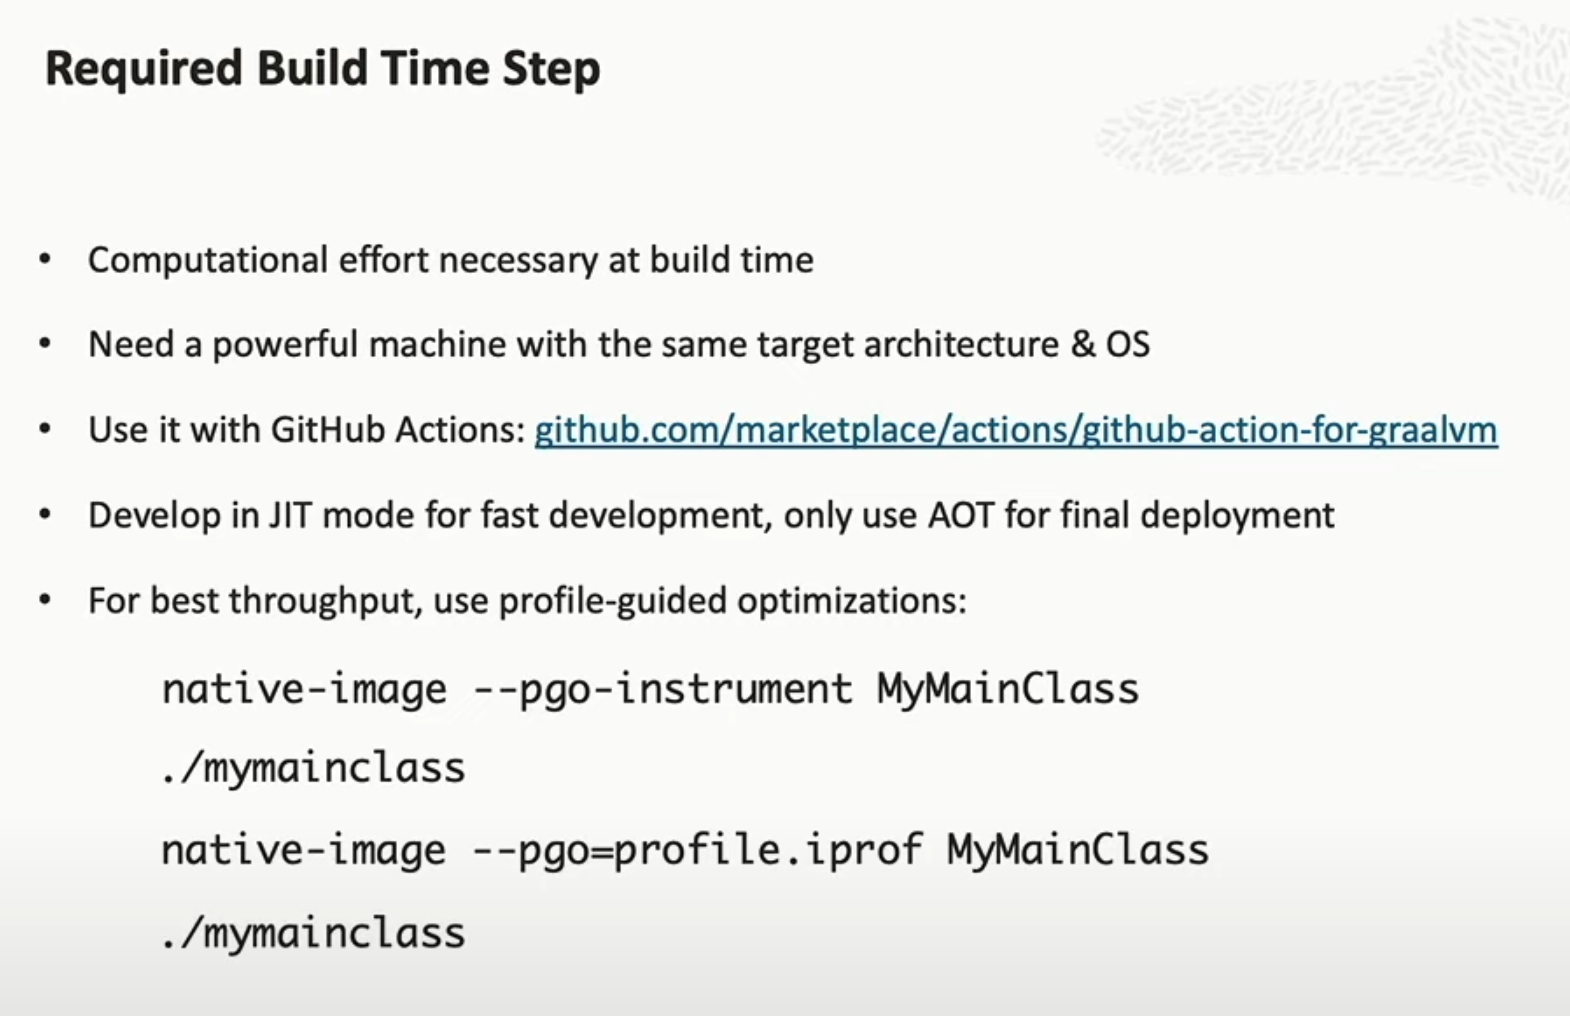 Required Build Time Step
• Computational effort necessary at build time
• Need a powerful machine with the same target architecture & OS
• Use it with GitHub Actions: github.com/marketplace/actions/github-action-for-graalvm
• Develop in JIT mode for fast development, only use AOT for final deployment
• For best throughput, use profile-guided optimizations:
native-image --pgo-instrument MyMainClass
./mymainclass
native-image --pgo=profile.iprof MyMainClass
./mymainclass